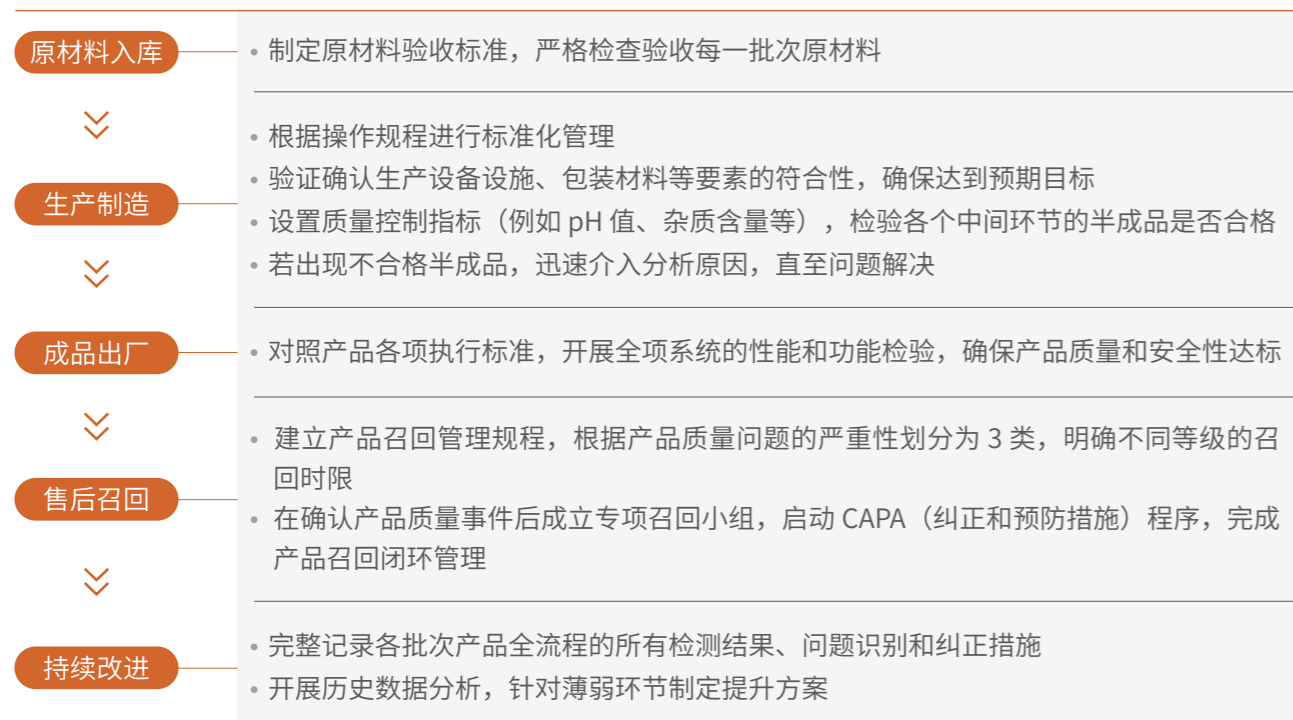 原材料入库
• 制定原材料验收标准，严格检查验收每一批次原材料
生产制造
• 根据操作规程进行标准化管理
• 验证确认生产设备设施、包装材料等要素的符合性，确保达到预期目标
• 设置质量控制指标（例如 pH 值、杂质含量等），检验各个中间环节的半成品是否合格
• 若出现不合格半成品，迅速介入分析原因，直至问题解决
成品出厂
• 对照产品各项执行标准，开展全项系统的性能和功能检验，确保产品质量和安全性达标
售后召回
• 建立产品召回管理规程，根据产品质量问题的严重性划分为 3 类，明确不同等级的召
回时限
• 在确认产品质量事件后成立专项召回小组，启动 CAPA（纠正和预防措施）程序，完成
产品召回闭环管理
持续改进
• 完整记录各批次产品全流程的所有检测结果、问题识别和纠正措施
• 开展历史数据分析，针对薄弱环节制定提升方案